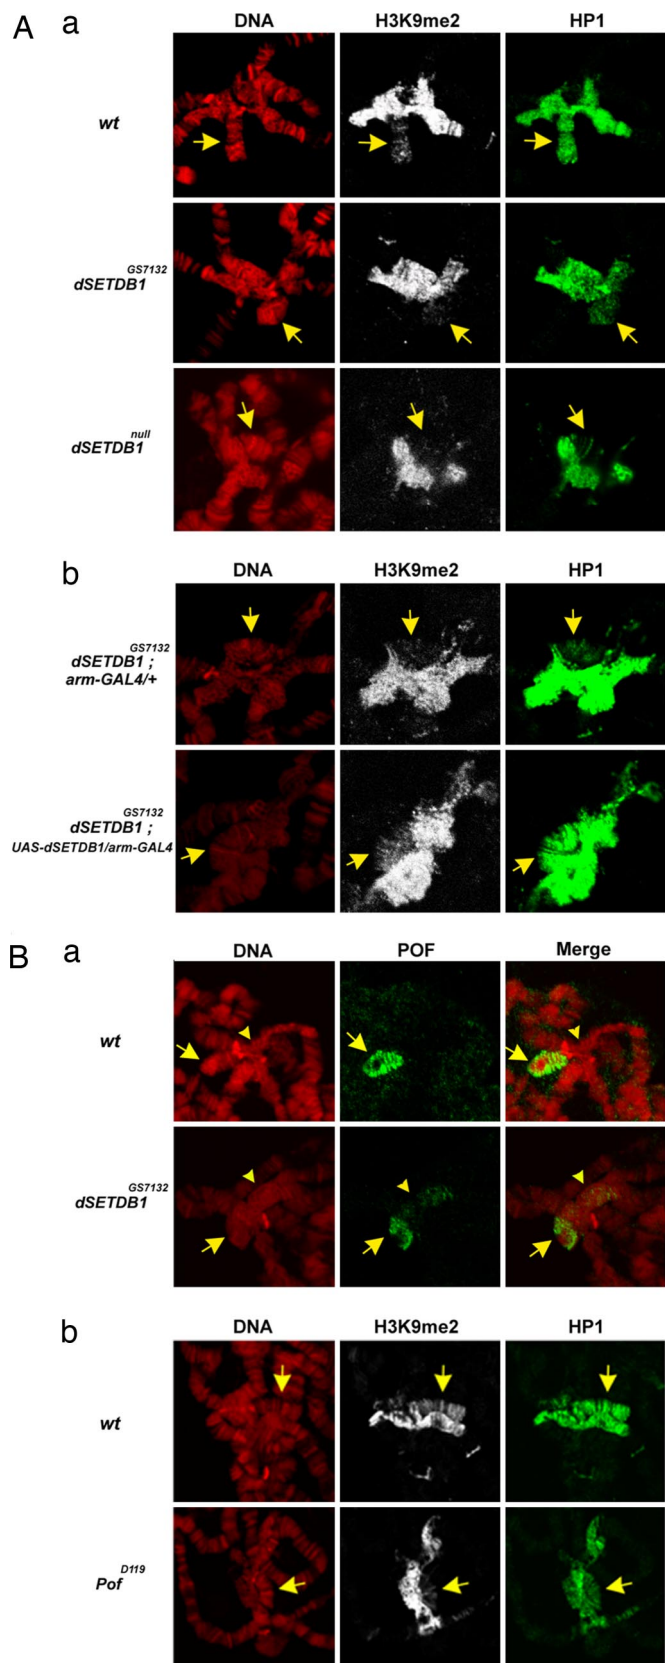 A a
DNA H3K9me2 HP1
wt
dSETDB1 GS7132
dSETDB1 null
b
DNA H3K9me2 HP1
GS7132
dSETDB1 ;
arm-GAL4/+
GS7132
dSETDB1 ;
UAS-dSETDB1/arm-GAL4
B a
DNA POF Merge
wt
dSETDB1 GS7132
b
DNA H3K9me2 HP1
wt
Pof D119